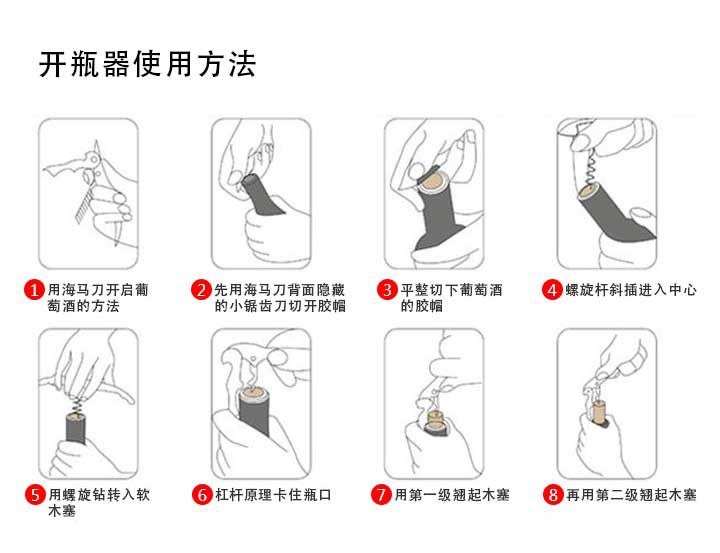 开瓶器使用方法
1 用海马刀开启葡
萄酒的方法
2 先用海马刀背面隐藏
的小锯齿刀切开胶帽
3 平整切下葡萄酒
的胶帽
4 螺旋杆斜插进入中心
5 用螺旋钻转入软
木塞
6 杠杆原理卡住瓶口
7 用第一级翘起木塞
8 再用第二级翘起木塞